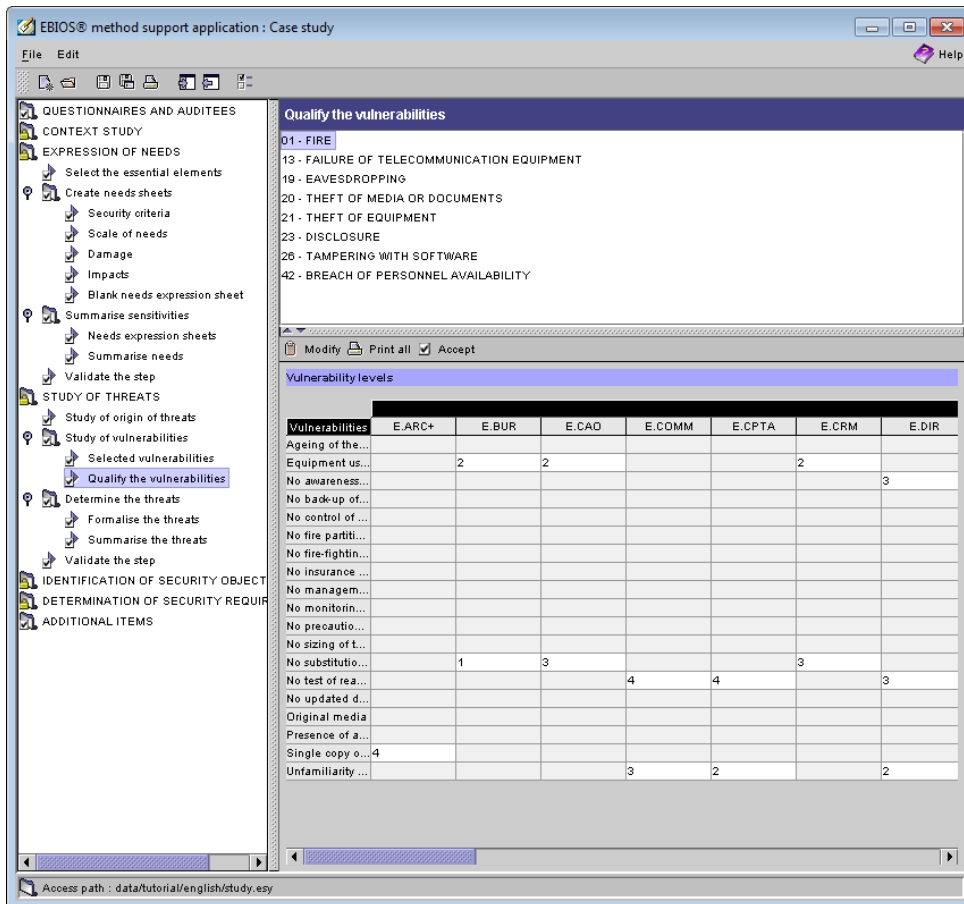 EBIOS® method support application : Case study
File Edit
Help
QUESTIONNAIRES AND AUDITEES
CONTEXT STUDY
EXPRESSION OF NEEDS
Select the essential elements
Create needs sheets
Security criteria
Scale of needs
Damage
Impacts
Blank needs expression sheet
Summarise sensitivities
Needs expression sheets
Summarise needs
Validate the step
STUDY OF THREATS
Study of origin of threats
Study of vulnerabilities
Selected vulnerabilities
Qualify the vulnerabilities
Determine the threats
Formalise the threats
Summarise the threats
Validate the step
IDENTIFICATION OF SECURITY OBJECT
DETERMINATION OF SECURITY REQUIR
ADDITIONAL ITEMS
Qualify the vulnerabilities
01 - FIRE
13 - FAILURE OF TELECOMMUNICATION EQUIPMENT
19 - EAVESDROPPING
20 - THEFT OF MEDIA OR DOCUMENTS
21 - THEFT OF EQUIPMENT
23 - DISCLOSURE
26 - TAMPERING WITH SOFTWARE
42 - BREACH OF PERSONNEL AVAILABILITY
Modify Print all Accept
Vulnerability levels
Vulnerabilities E.ARC+ E.BUR E.CAO E.COMM E.CPTA E.CRM E.DIR
Ageing of the...
Equipment us... 2 2 2
No awareness... 3
No back-up of...
No control of ...
No fire partiti...
No fire-fightin...
No insurance ...
No managem...
No monitorin...
No precautio...
No sizing of t...
No substitutio... 1 3 3
No test of rea... 4 4 3
No updated d...
Original media
Presence of a...
Single copy o... 4
Unfamiliarity ... 3 2 2
Access path : data/tutorial/english/study.esy